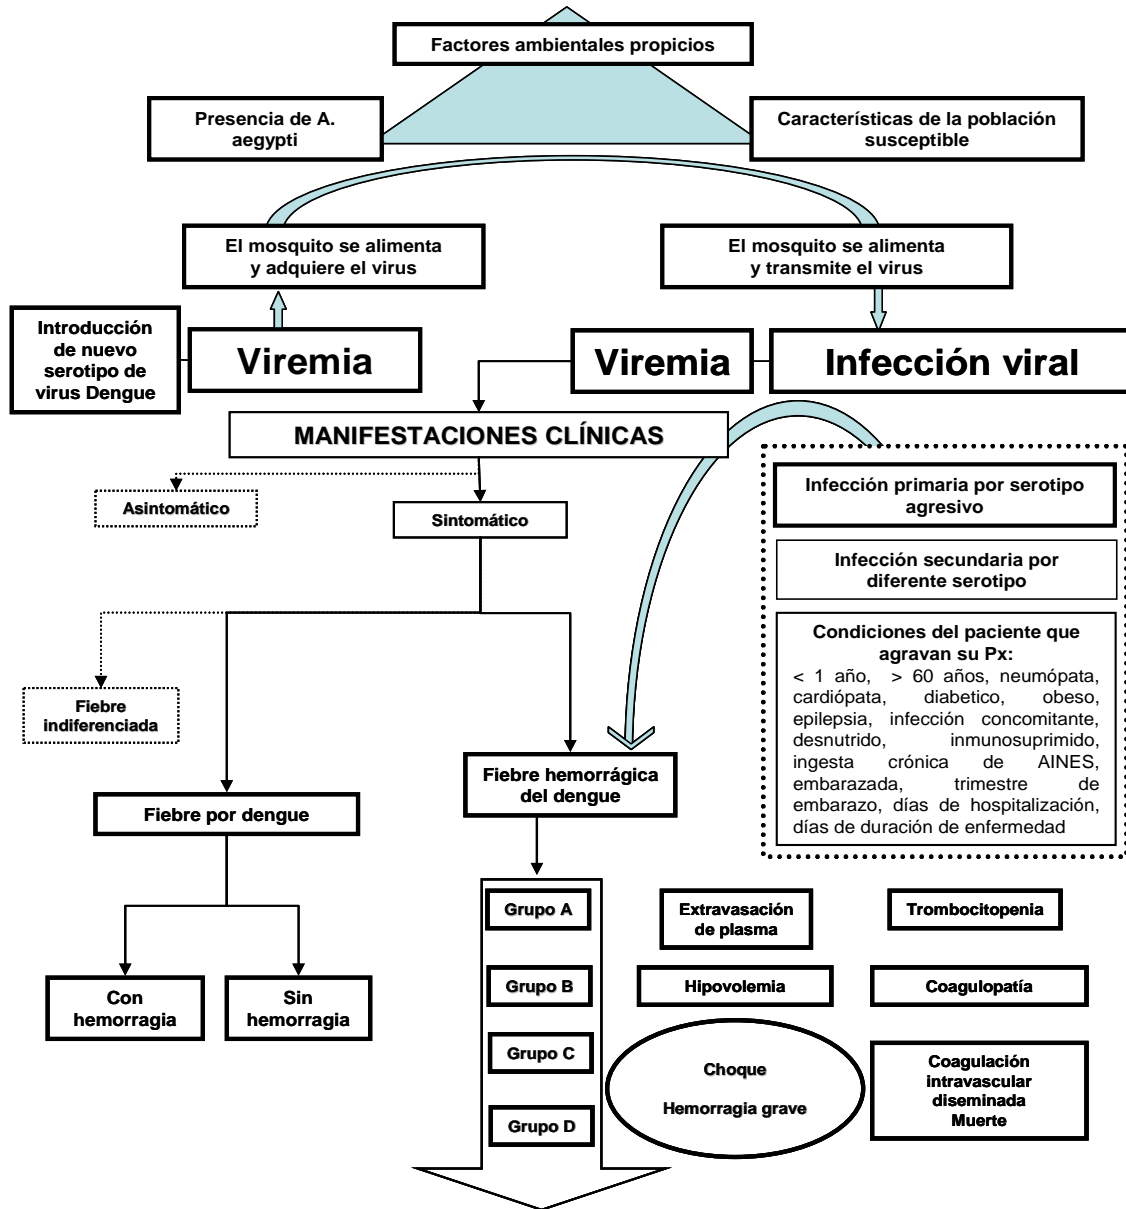 Factores ambientales propicios
Presencia de A.
aegypti
Características de la población
susceptible
El mosquito se alimenta
y adquiere el virus
El mosquito se alimenta
y transmite el virus
Introducción
de nuevo
serotipo de
virus Dengue
Viremia
Viremia
Infección viral
MANIFESTACIONES CLÍNICAS
Asintomático
Sintomático
Infección primaria por serotipo
agresivo
Infección secundaria por
diferente serotipo
Condiciones del paciente que
agravan su Px:
< 1 año, > 60 años, neumópata,
cardiópata, diabetico, obeso,
epilepsia, infección concomitante,
desnutrido, inmunosuprimido,
ingesta crónica de AINES,
embarazada, trimestre de
embarazo, días de hospitalización,
días de duración de enfermedad
Fiebre
indiferenciada
Fiebre hemorrágica
del dengue
Fiebre por dengue
Con
hemorragia
Sin
hemorragia
Grupo A
Extravasación
de plasma
Trombocitopenia
Grupo B
Hipovolemia
Coagulopatía
Grupo C
Grupo D
Choque
Hemorragia grave
Coagulación
intravascular
diseminada
Muerte